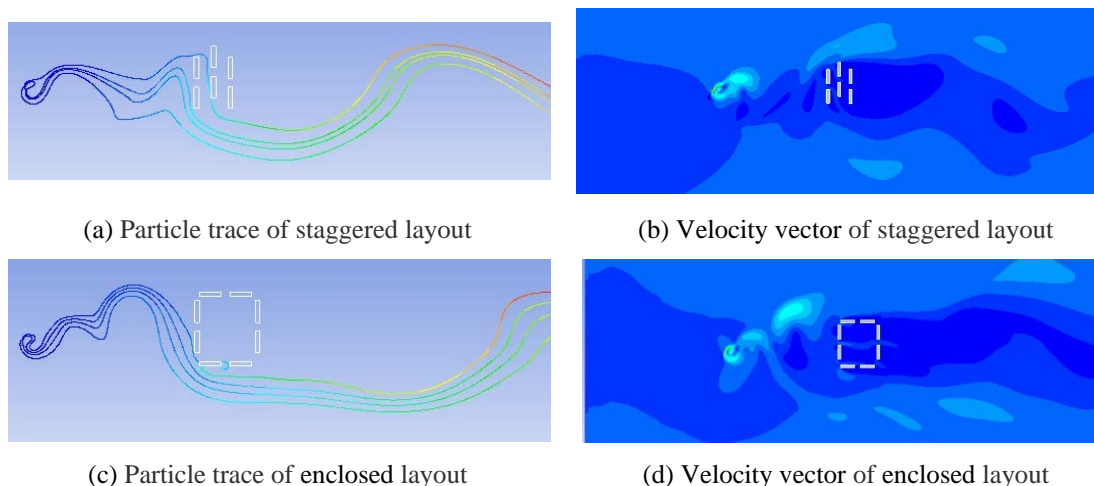 (a) Particle trace of staggered layout
(b) Velocity vector of staggered layout
(c) Particle trace of enclosed layout
(d) Velocity vector of enclosed layout